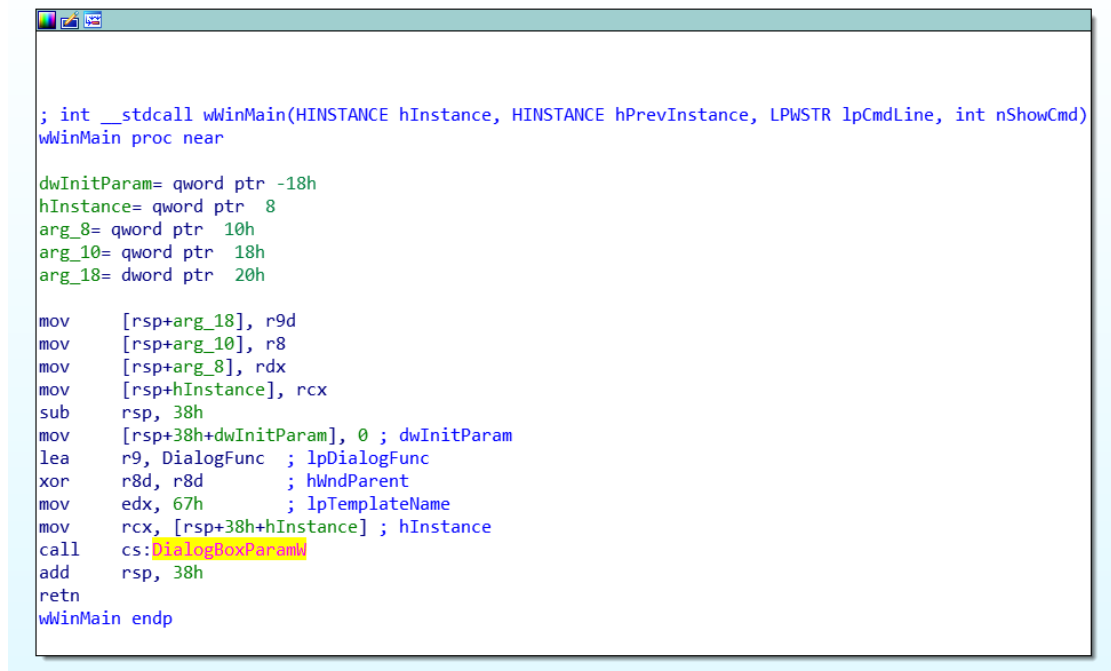 ; int __stdcall wWinMain(HINSTANCE hInstance, HINSTANCE hPrevInstance, LPWSTR lpCmdLine, int nShowCmd)
wWinMain proc near
dwInitParam= qword ptr -18h
hInstance= qword ptr  8
arg_8= qword ptr  10h
arg_10= qword ptr  18h
arg_18= dword ptr  20h
mov     [rsp+arg_18], r9d
mov     [rsp+arg_10], r8
mov     [rsp+arg_8], rdx
mov     [rsp+hInstance], rcx
sub     rsp, 38h
mov     [rsp+38h+dwInitParam], 0 ; dwInitParam
lea     r9, DialogFunc  ; lpDialogFunc
xor     r8d, r8d        ; hWndParent
mov     edx, 67h        ; lpTemplateName
mov     rcx, [rsp+38h+hInstance] ; hInstance
call    cs:DialogBoxParamW
add     rsp, 38h
retn
wWinMain endp